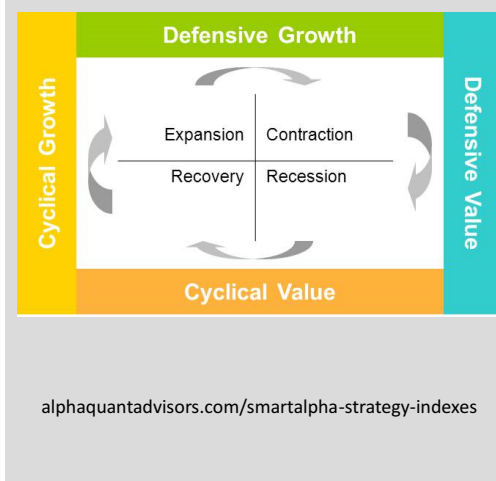 Defensive Growth
Cyclical Growth
Defensive Value
Expansion
Contraction
Recovery
Recession
Cyclical Value
alphaquantadvisors.com/smartalpha-strategy-indexes